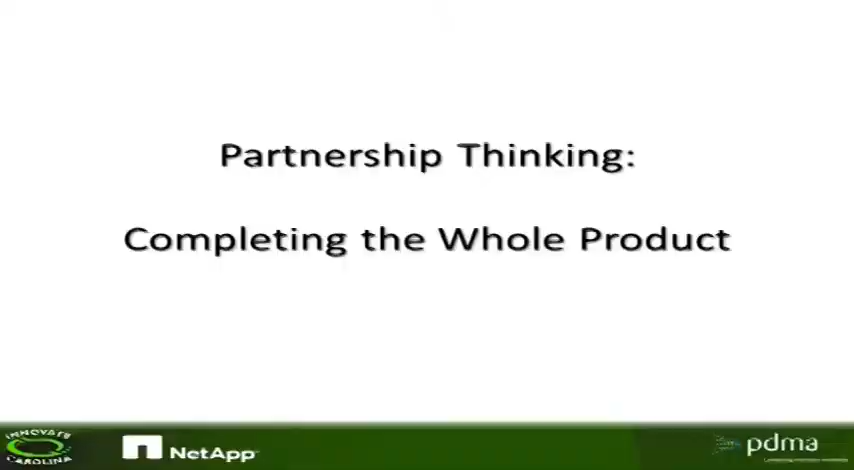 Partnership Thinking:
Completing the Whole Product
INNOVATE
CAROLINA
NetApp
pdma